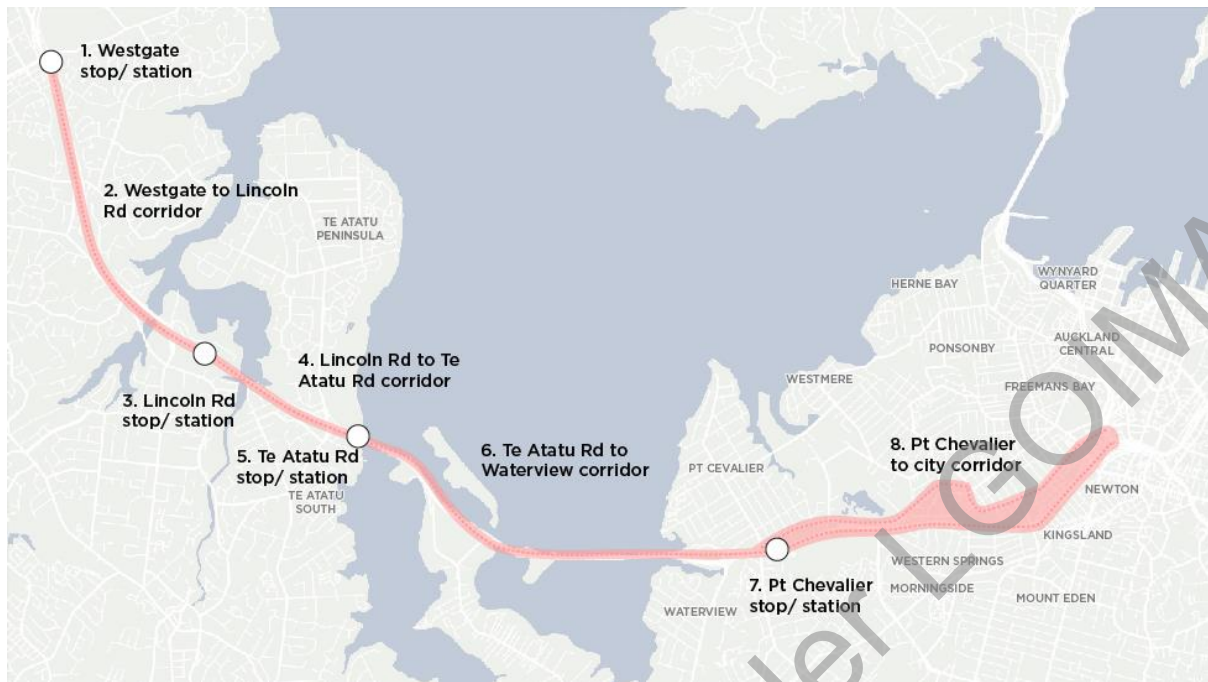 1. Westgate
stop/ station
2. Westgate to Lincoln
Rd corridor
TE ATATU
PENINSULA
3. Lincoln Rd
stop/ station
4. Lincoln Rd to Te
Atatu Rd corridor
5. Te Atatu Rd
stop/ station
TE ATATU
SOUTH
6. Te Atatu Rd to
Waterview corridor
HERNE BAY
WYNYARD
QUARTER
PONSONBY
AUCKLAND
CENTRAL
WESTMERE
FREEMANS BAY
PT CEVALIER
8. Pt Chevalier
to city corridor
NEWTON
KINGSLAND
WESTERN SPRINGS
MORNINGSIDE
MOUNT EDEN
7. Pt Chevalier
stop/ station
WATERVIEW
LGOIM